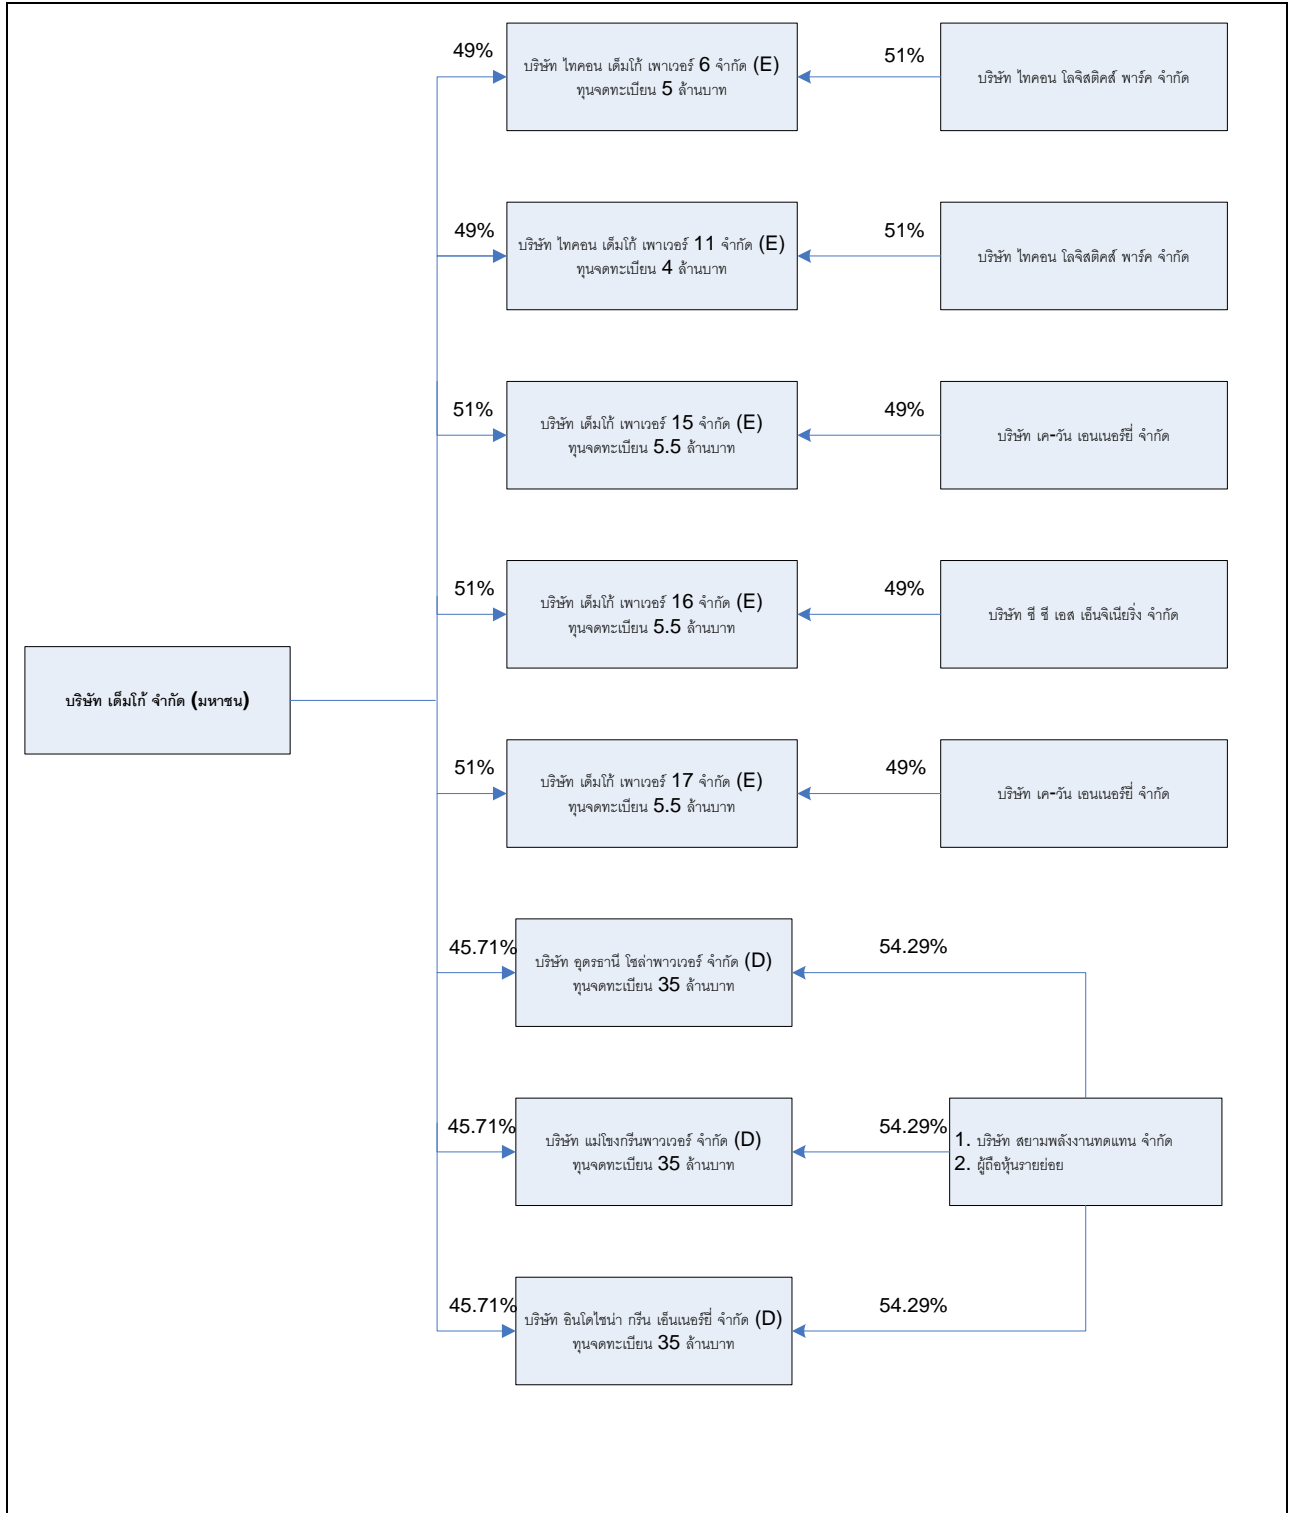 49%
บริษัท ไทคอน เด็มโก้ เพาเวอร์ 6 จำกัด (E)
ทุนจดทะเบียน 5 ล้านบาท
51%
บริษัท ไทคอน โลจิสติคส์ พาร์ค จำกัด
49%
บริษัท ไทคอน เด็มโก้ เพาเวอร์ 11 จำกัด (E)
ทุนจดทะเบียน 4 ล้านบาท
51%
บริษัท ไทคอน โลจิสติคส์ พาร์ค จำกัด
51%
บริษัท เด็มโก้ เพาเวอร์ 15 จำกัด (E)
ทุนจดทะเบียน 5.5 ล้านบาท
49%
บริษัท เค-วัน เอนเนอร์ยี่ จำกัด
51%
บริษัท เด็มโก้ เพาเวอร์ 16 จำกัด (E)
ทุนจดทะเบียน 5.5 ล้านบาท
49%
บริษัท ซี ซี เอส เอ็นจิเนียริ่ง จำกัด
บริษัท เด็มโก้ จำกัด (มหาชน)
51%
บริษัท เด็มโก้ เพาเวอร์ 17 จำกัด (E)
ทุนจดทะเบียน 5.5 ล้านบาท
49%
บริษัท เค-วัน เอนเนอร์ยี่ จำกัด
45.71%
บริษัท อุดรธานี โซล่าพาวเวอร์ จำกัด (D)
ทุนจดทะเบียน 35 ล้านบาท
54.29%
45.71%
บริษัท แม่โขงกรีนพาวเวอร์ จำกัด (D)
ทุนจดทะเบียน 35 ล้านบาท
54.29%
1. บริษัท สยามพลังงานทดแทน จำกัด
2. ผู้ถือหุ้นรายย่อย
45.71%
บริษัท อินโดไชน่า กรีน เอ็นเนอร์ยี่ จำกัด (D)
ทุนจดทะเบียน 35 ล้านบาท
54.29%